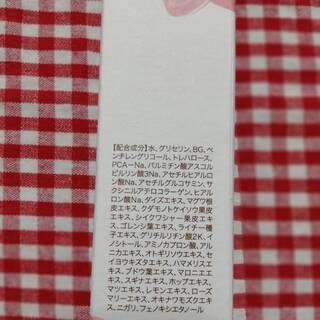 【配合成分】水、グリセリン、BG、ペ
ンチレングリコール、トレハロース、
PCA－Na、パルミチン酸アスコル
ビルリン酸3Na、アセチルヒアルロ
ン酸Na、アセチルグルコサミン、サ
クシニルアテロコラーゲン、ヒアル
ロン酸Na、ダイズエキス、マグワ根
皮エキス、クダモノトケイソウ果皮
エキス、シイクワシャー果皮エキ
ス、ゴレンシ葉エキス、ライチー種
子エキス、グリチルリチン酸2K、イ
ノシトール、アミノカプロン酸、アル
ニカエキス、オトギリソウエキス、セ
イヨウキズタエキス、ハマメリスエ
キス、ブドウ葉エキス、マロニエエ
キス、スギナエキス、ホップエキス、
マツエキス、レモンエキス、ローズ
マリーエキス、オキナワモズクエキ
ス、ニガリ、フェノキシエタノール